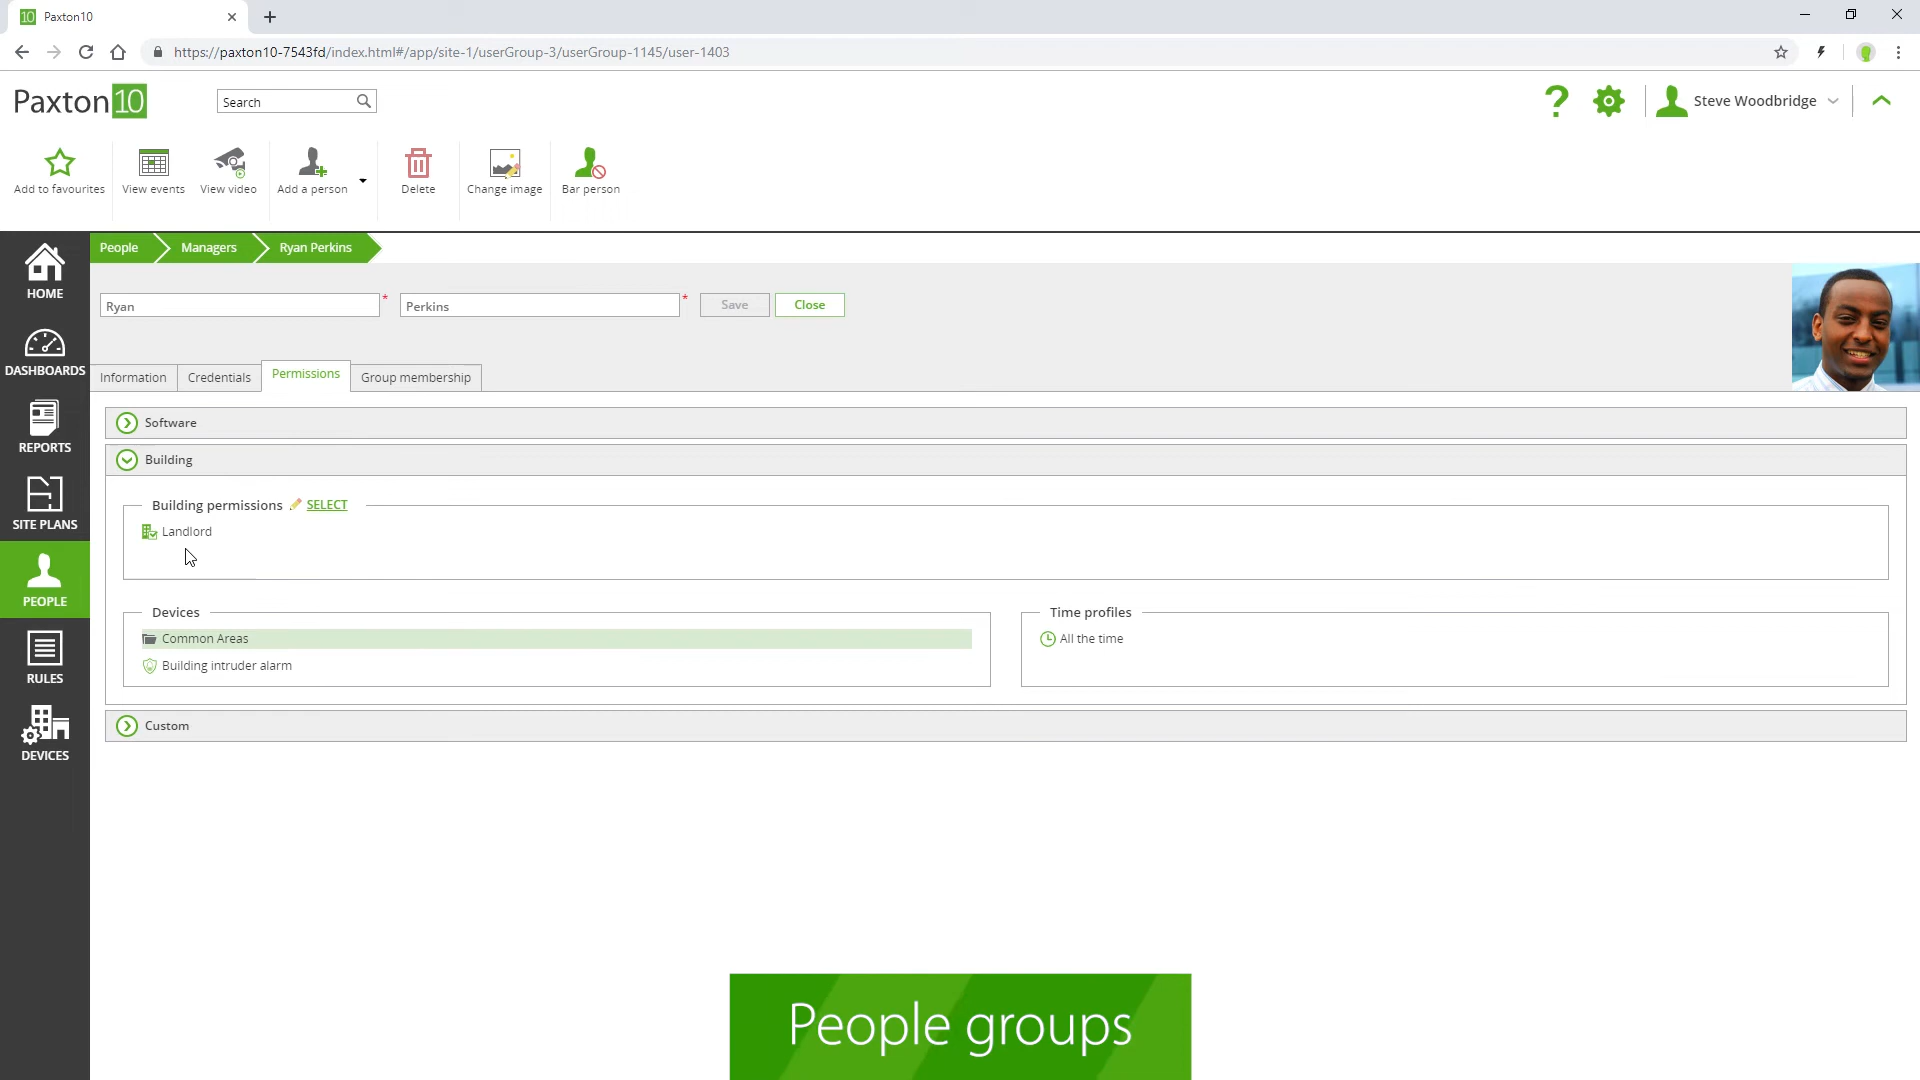 10 Paxton10
https://paxton10-7543fd/index.html#/app/site-1/userGroup-3/userGroup-1145/user-1403
Paxton10
Search
?
Steve Woodbridge
Add to favourites
View events
View video
Add a person
Delete
Change image
Bar person
HOME
DASHBOARDS
REPORTS
SITE PLANS
PEOPLE
RULES
DEVICES
People
Managers
Ryan Perkins
Ryan *
Perkins *
Save
Close
Information
Credentials
Permissions
Group membership
Software
Building
Building permissions SELECT
Landlord
Devices
Common Areas
Building intruder alarm
Time profiles
All the time
Custom
People groups